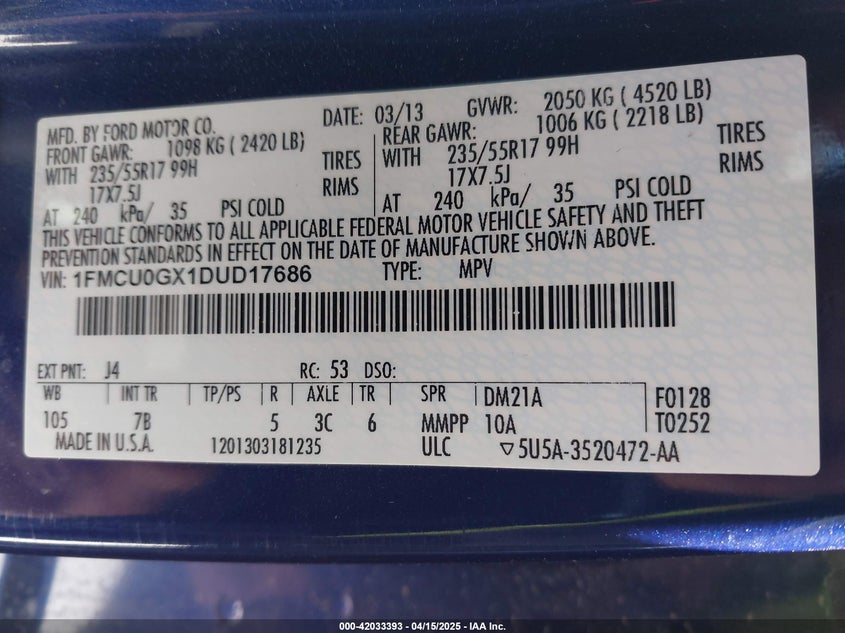 MFD. BY FORD MOTOR CO. DATE: 03/13 GVWR: 2050 KG ( 4520 LB)
FRONT GAWR: 1098 KG ( 2420 LB) REAR GAWR: 1006 KG ( 2218 LB)
WITH 235/55R17 99H TIRES WITH 235/55R17 99H TIRES
17X7.5J RIMS 17X7.5J RIMS
AT 240 kPa/ 35 PSI COLD AT 240 kPa/ 35 PSI COLD
THIS VEHICLE CONFORMS TO ALL APPLICABLE FEDERAL MOTOR VEHICLE SAFETY AND THEFT
PREVENTION STANDARDS IN EFFECT ON THE DATE OF MANUFACTURE SHOWN ABOVE.
VIN: 1FMCU0GX1DUD17686 TYPE: MPV
EXT PNT: J4 RC: 53 DSO:
WB INT TR TP/PS R AXLE TR SPR DM21A F0128
105 7B 5 3C 6 MMPP 10A T0252
MADE IN U.S.A. 1201303181235 ULC ▽5U5A-3520472-AA
000-42033393 - 04/15/2025 - IAA Inc.